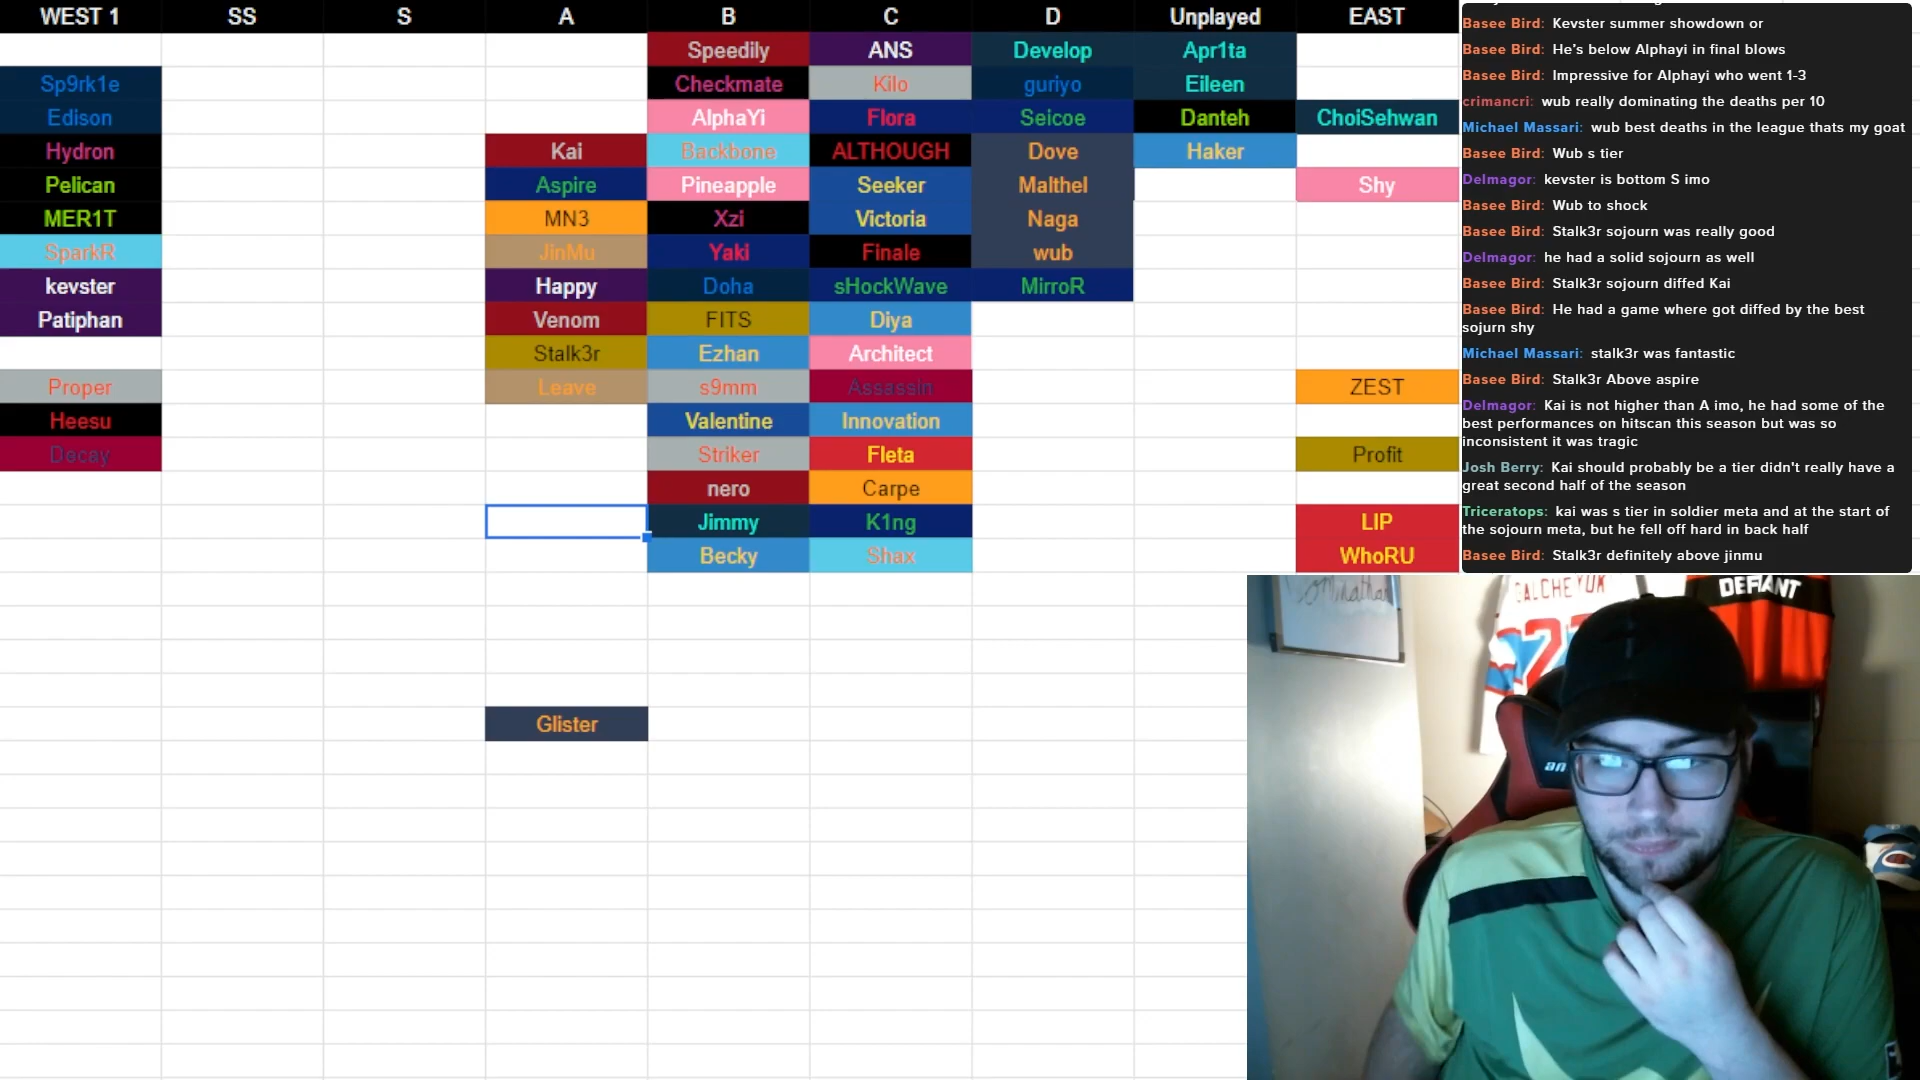 WEST 1 SS S A B C D Unplayed EAST
Speedily ANS Develop Apr1ta
Sp9rk1e Checkmate Kilo guriyo Eileen
Edison AlphaYi Flora Seicoe Danteh ChoiSehwan
Hydron Kai Backbone ALTHOUGH Dove Haker
Pelican Aspire Pineapple Seeker Malthel Shy
MER1T MN3 Xzi Victoria Naga
SparkR JinMu Yaki Finale wub
kevster Happy Doha sHockWave MirroR
Patiphan Venom FITS Diya
Stalk3r Ezhan Architect
Proper Leave s9mm Assassin ZEST
Heesu Valentine Innovation
Decay Striker Fleta Profit
nero Carpe
Jimmy K1ng LIP
Becky Shax WhoRU
Glister
Basee Bird: Kevster summer showdown or
Basee Bird: He's below Alphayi in final blows
Basee Bird: Impressive for Alphayi who went 1-3
crimancri: wub really dominating the deaths per 10
Michael Massari: wub best deaths in the league thats my goat
Basee Bird: Wub s tier
Delmagor: kevster is bottom S imo
Basee Bird: Wub to shock
Basee Bird: Stalk3r sojourn was really good
Delmagor: he had a solid sojourn as well
Basee Bird: Stalk3r sojourn diffed Kai
Basee Bird: He had a game where got diffed by the best
sojurn shy
Michael Massari: stalk3r was fantastic
Basee Bird: Stalk3r Above aspire
Delmagor: Kai is not higher than A imo, he had some of the
best performances on hitscan this season but was so
inconsistent it was tragic
Josh Berry: Kai should probably be a tier didn't really have a
great second half of the season
Triceratops: kai was s tier in soldier meta and at the start of
the sojourn meta, but he fell off hard in back half
Basee Bird: Stalk3r definitely above jinmu
DEFIANT
an